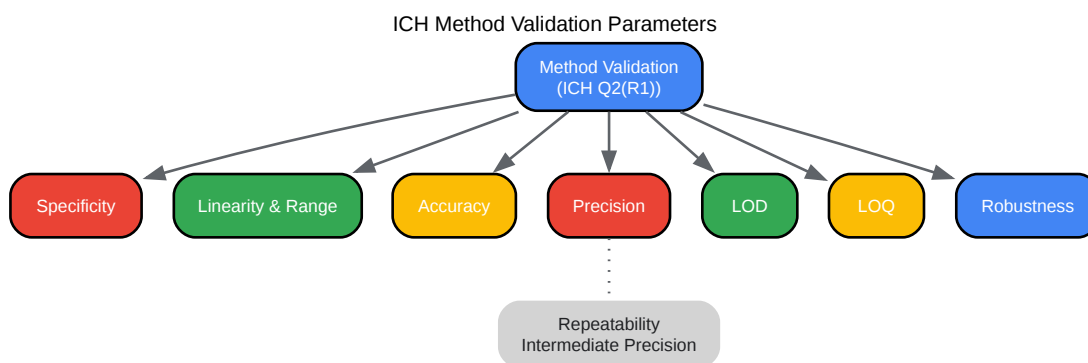 ICH Method Validation Parameters
Method Validation
(ICH Q2(R1))
Specificity
Linearity & Range
Accuracy
Precision
LOD
LOQ
Robustness
Repeatability
Intermediate Precision